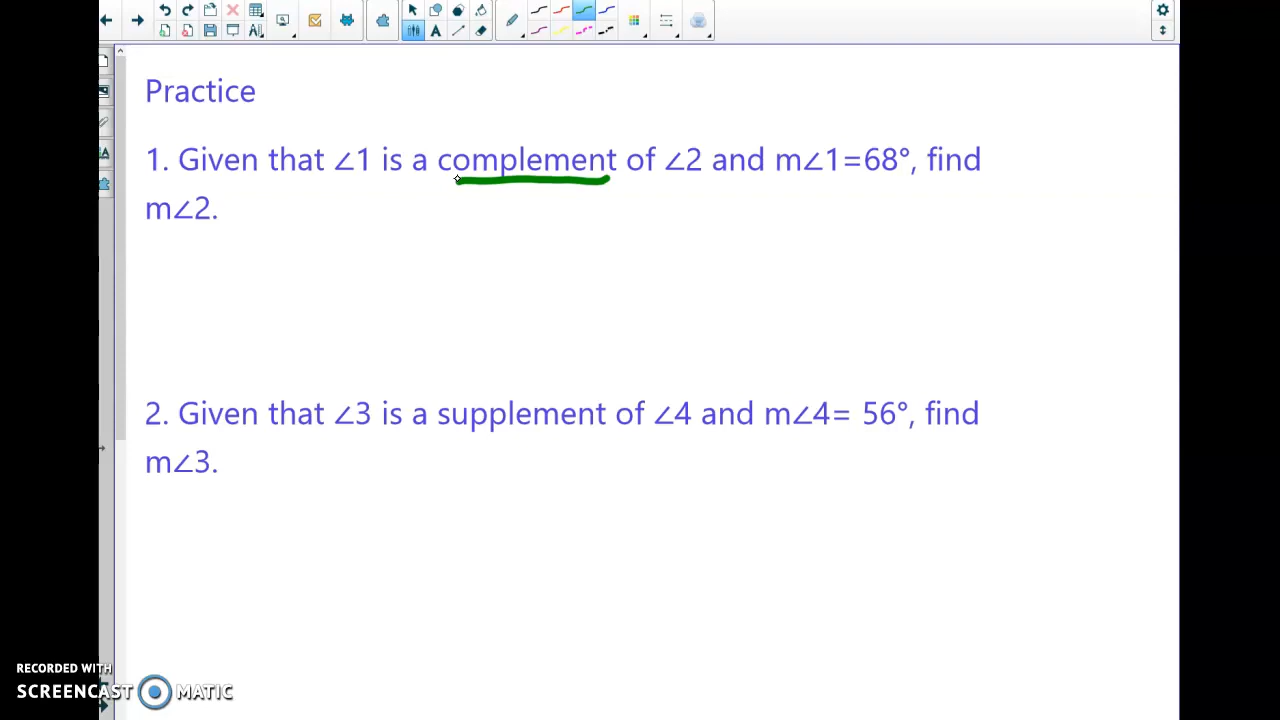 Practice
1. Given that ∠1 is a complement of ∠2 and m∠1=68°, find
m∠2.
2. Given that ∠3 is a supplement of ∠4 and m∠4= 56°, find
m∠3.
RECORDED WITH
SCREENCAST MATIC